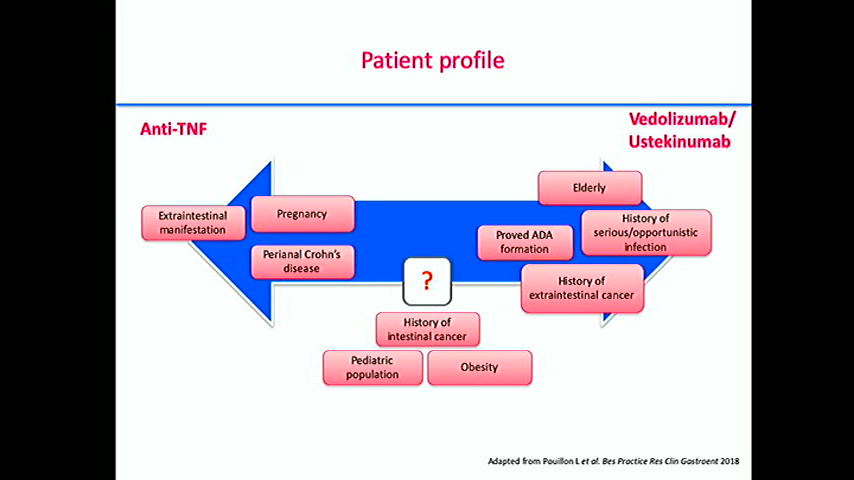 Patient profile
Anti-TNF
Vedolizumab/
Ustekinumab
Elderly
Extraintestinal
manifestation
Pregnancy
History of
serious/opportunistic
infection
Proved ADA
formation
Perianal Crohn's
disease
?
History of
extraintestinal cancer
History of
intestinal cancer
Pediatric
population
Obesity
Adapted from Pouillon L et al. Bes Practice Res Clin Gastroent 2018